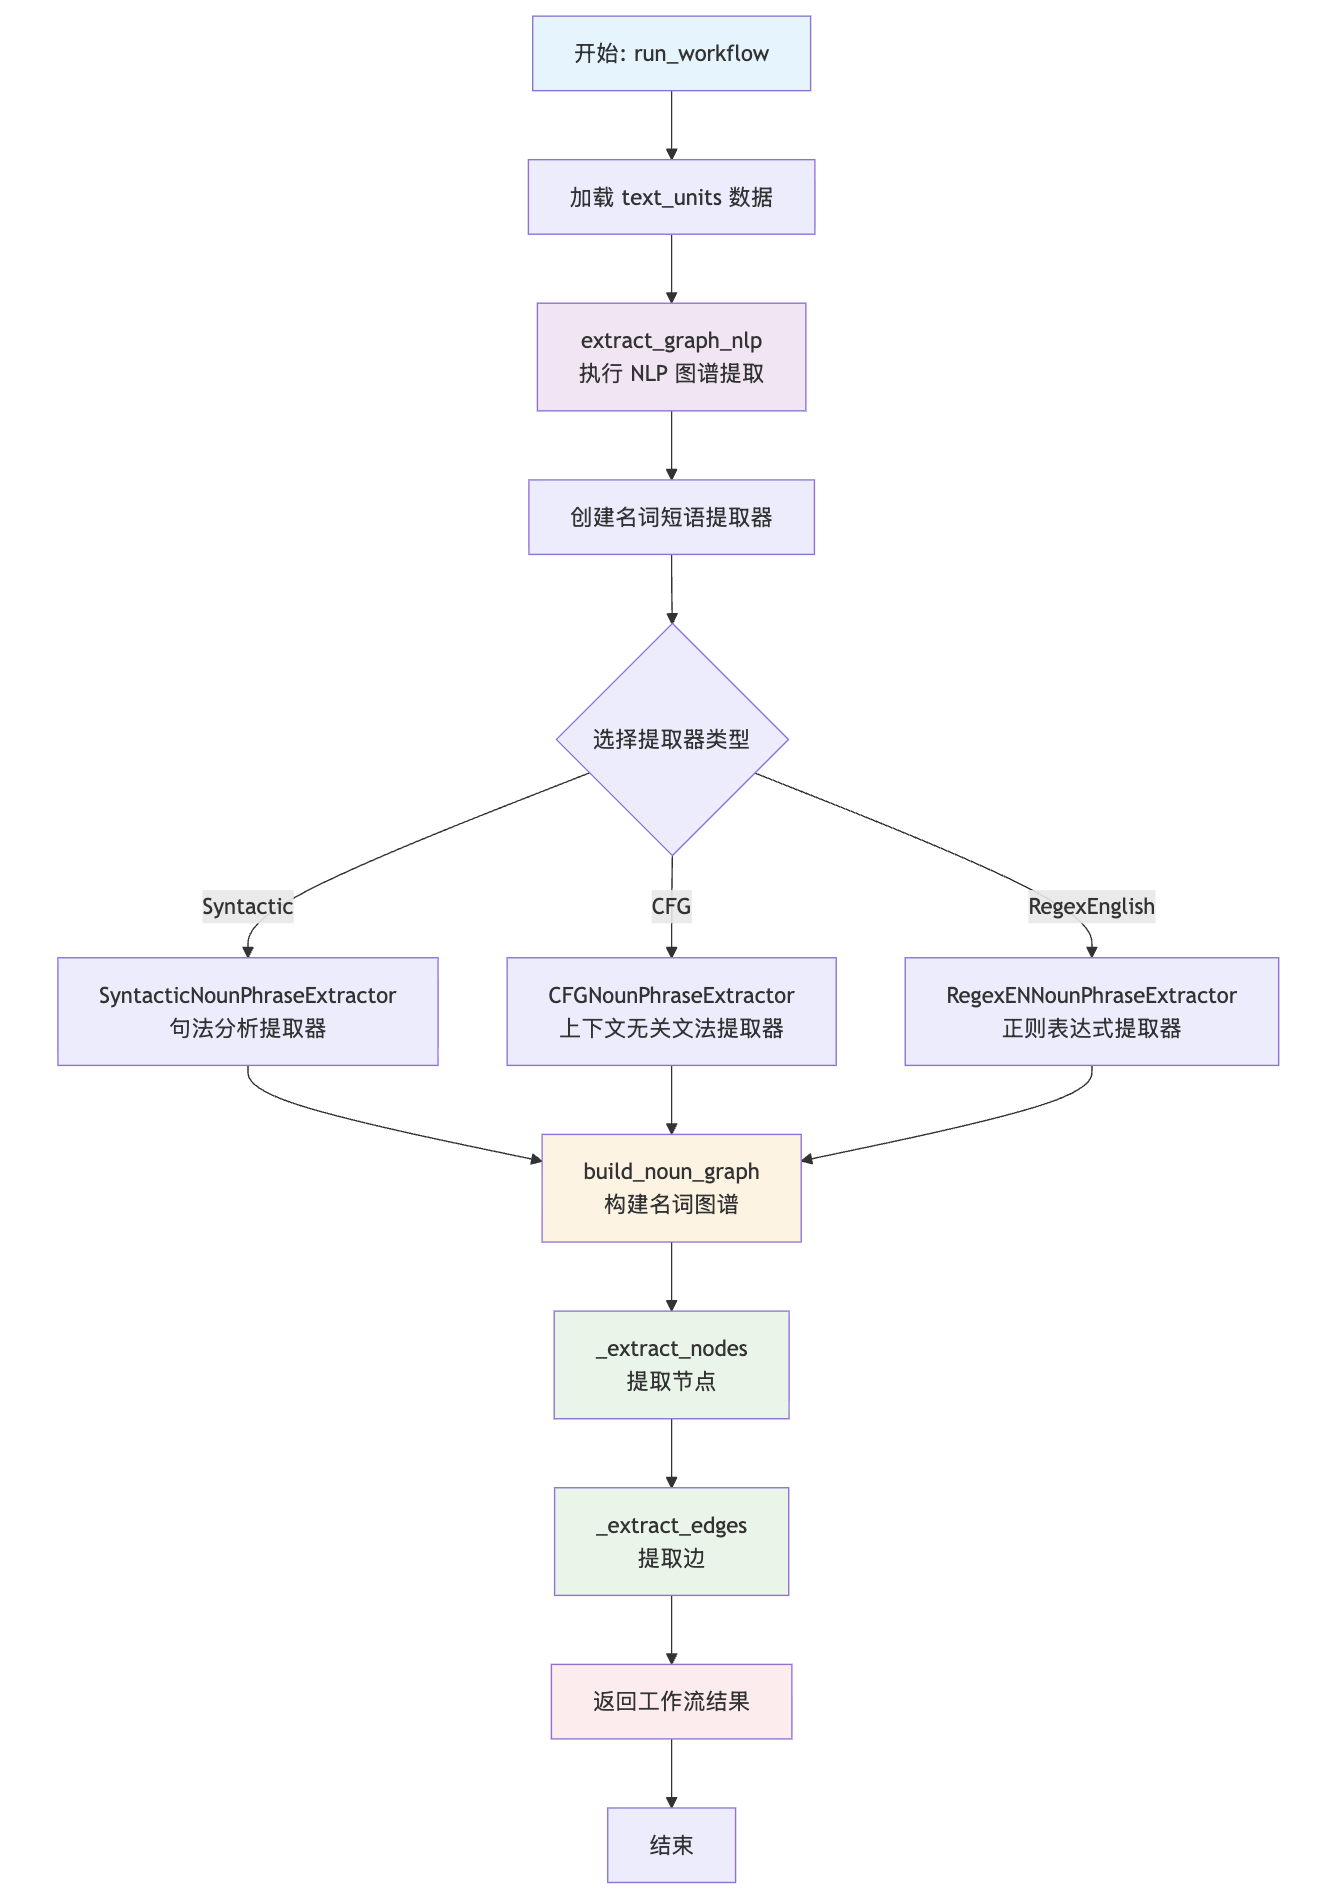 开始: run_workflow
加载 text_units 数据
extract_graph_nlp
执行 NLP 图谱提取
创建名词短语提取器
选择提取器类型
Syntactic
CFG
RegexEnglish
SyntacticNounPhraseExtractor
句法分析提取器
CFGNounPhraseExtractor
上下文无关文法提取器
RegexENNounPhraseExtractor
正则表达式提取器
build_noun_graph
构建名词图谱
_extract_nodes
提取节点
_extract_edges
提取边
返回工作流结果
结束